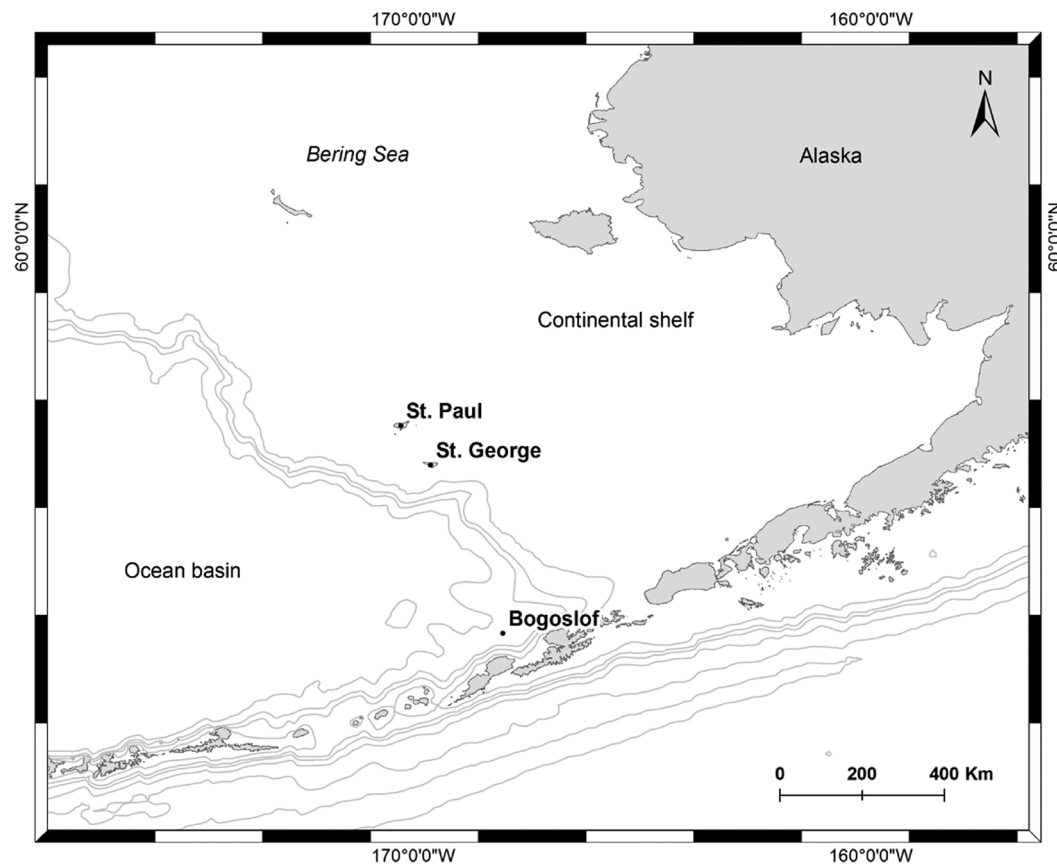 170°0'0"W 160°0'0"W
N
Bering Sea
Alaska
60°0'0"N
60°0'0"N
Continental shelf
St. Paul
St. George
Ocean basin
Bogoslof
0 200 400 Km
170°0'0"W 160°0'0"W